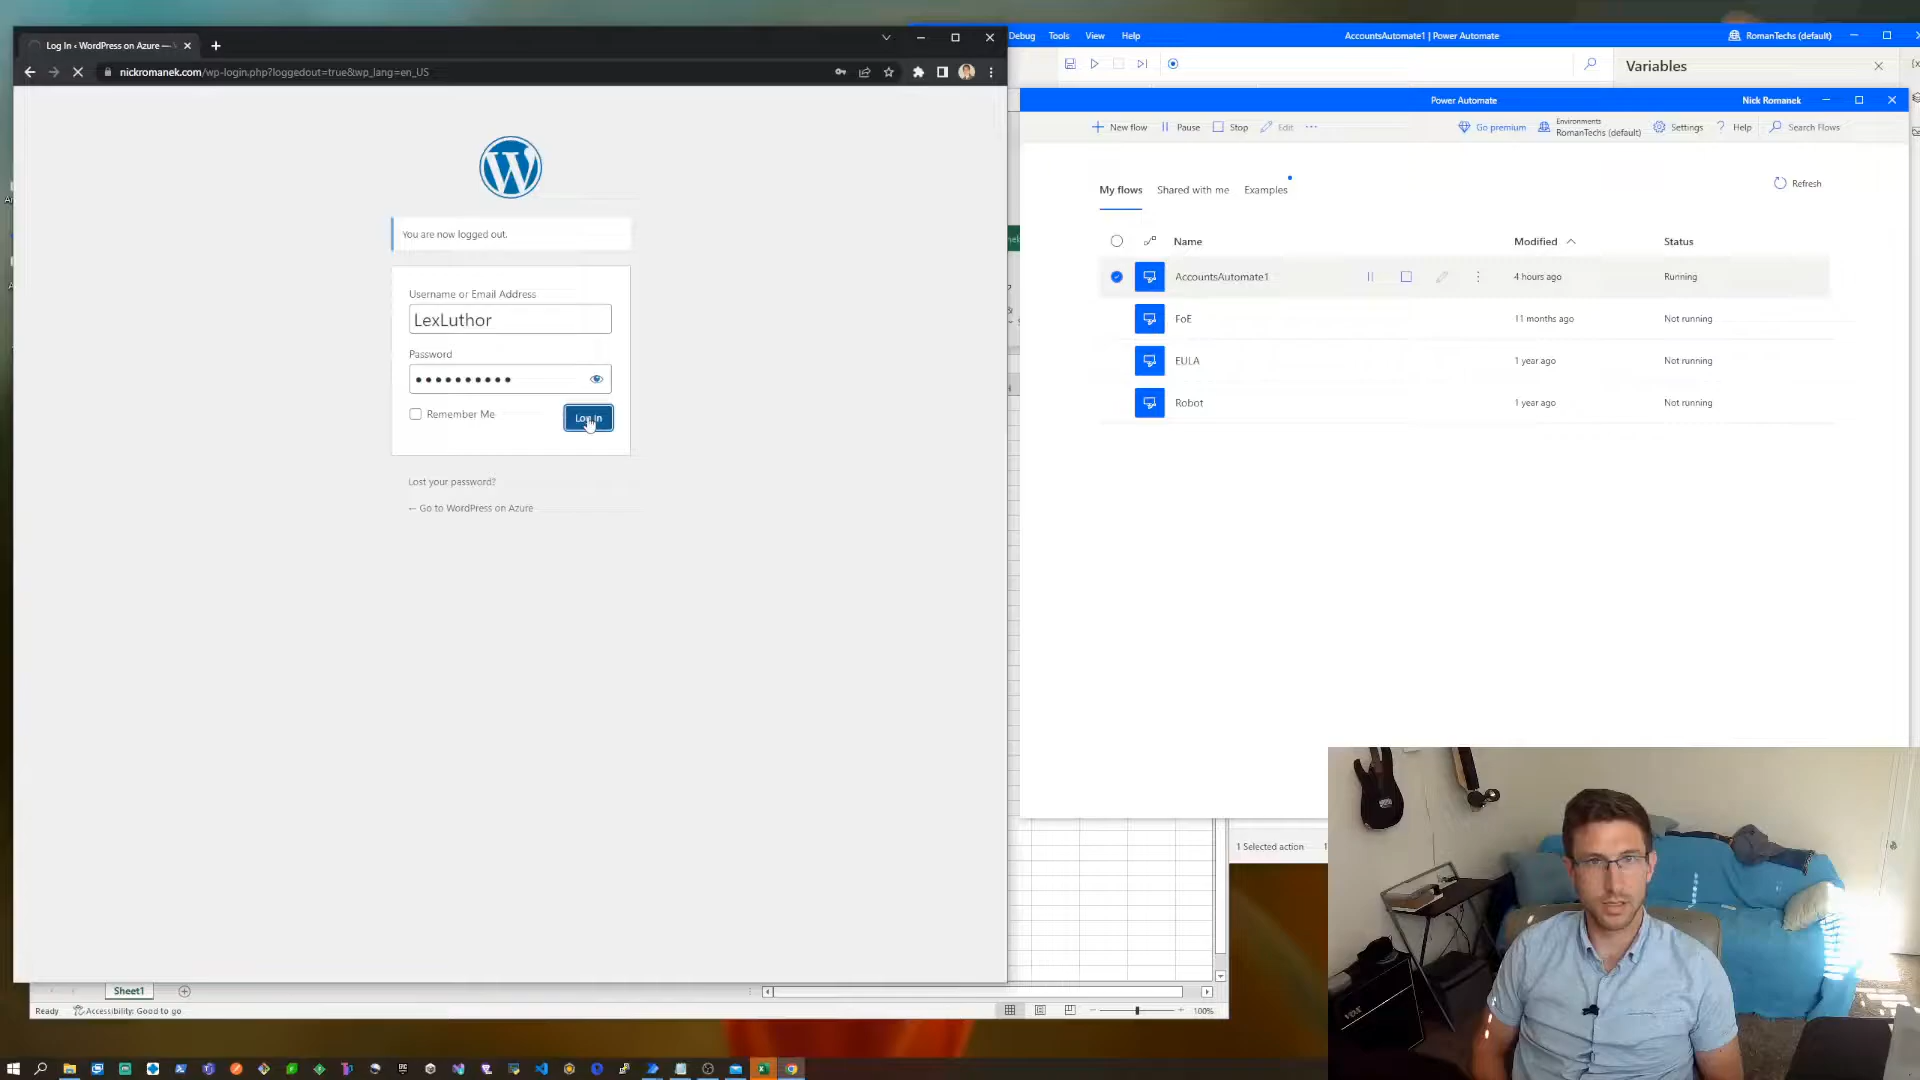 Log In ‹ WordPress on Azure —
nickromanek.com/wp-login.php?loggedout=true&wp_lang=en_US
You are now logged out.
Username or Email Address
LexLuthor
Password
Remember Me
Log In
Lost your password?
← Go to WordPress on Azure
Debug Tools View Help
AccountsAutomate1 | Power Automate
RomanTechs (default)
Variables
Power Automate
Nick Romanek
New flow Pause Stop Edit
Go premium
Environments
RomanTechs (default)
Settings
? Help
Search Flows
My flows Shared with me Examples
Refresh
Name Modified Status
AccountsAutomate1 4 hours ago Running
FoE 11 months ago Not running
EULA 1 year ago Not running
Robot 1 year ago Not running
1 Selected action
Sheet1
Ready
Accessibility: Good to go
100%
VOX